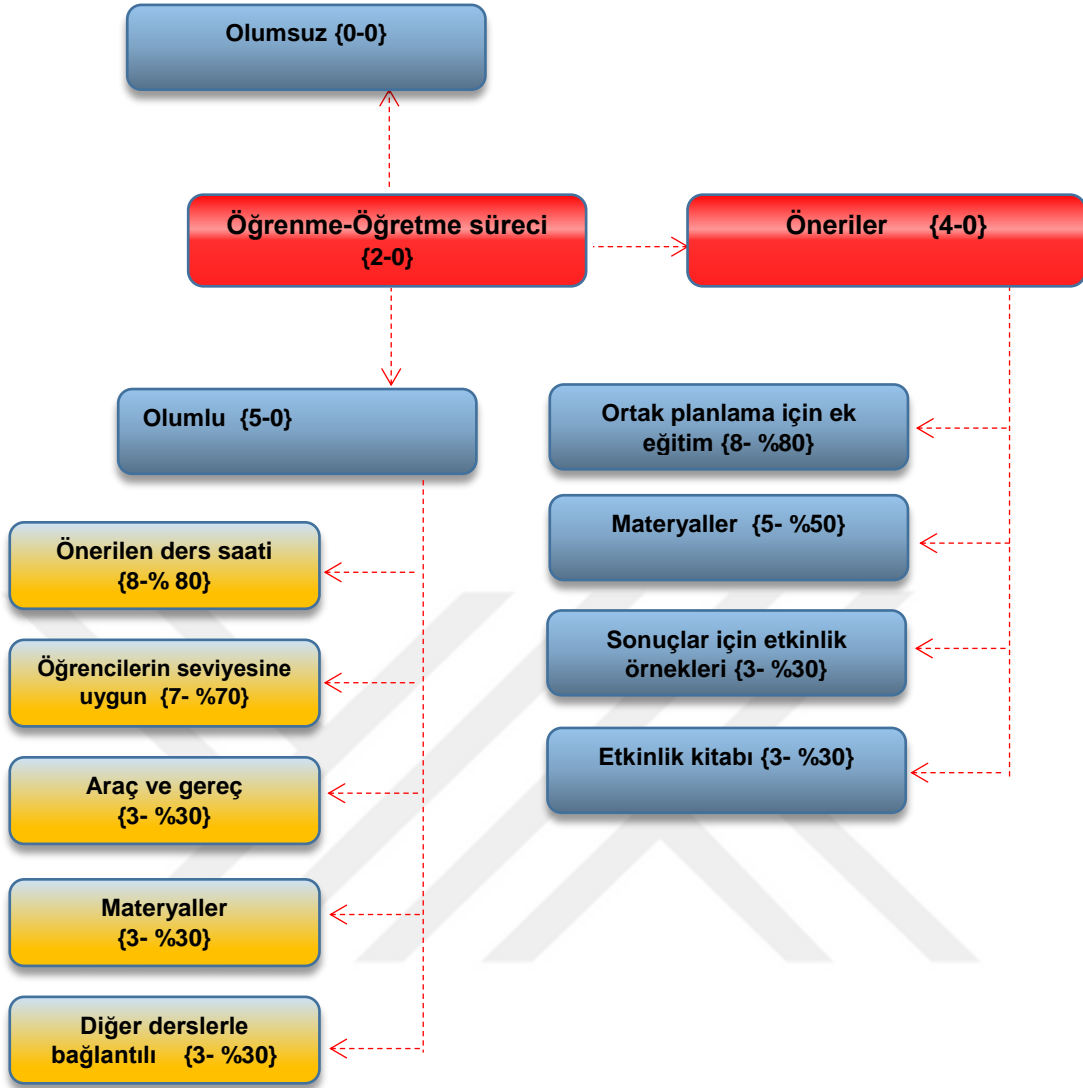 Olumsuz {0-0}
Öğrenme-Öğretme süreci
{2-0}
Öneriler {4-0}
Olumlu {5-0}
Önerilen ders saati
{8-% 80}
Öğrencilerin seviyesine
uygun {7- %70}
Araç ve gereç
{3- %30}
Materyaller
{3- %30}
Diğer derslerle
bağlantılı {3- %30}
Ortak planlama için ek
eğitim {8- %80}
Materyaller {5- %50}
Sonuçlar için etkinlik
örnekleri {3- %30}
Etkinlik kitabı {3- %30}